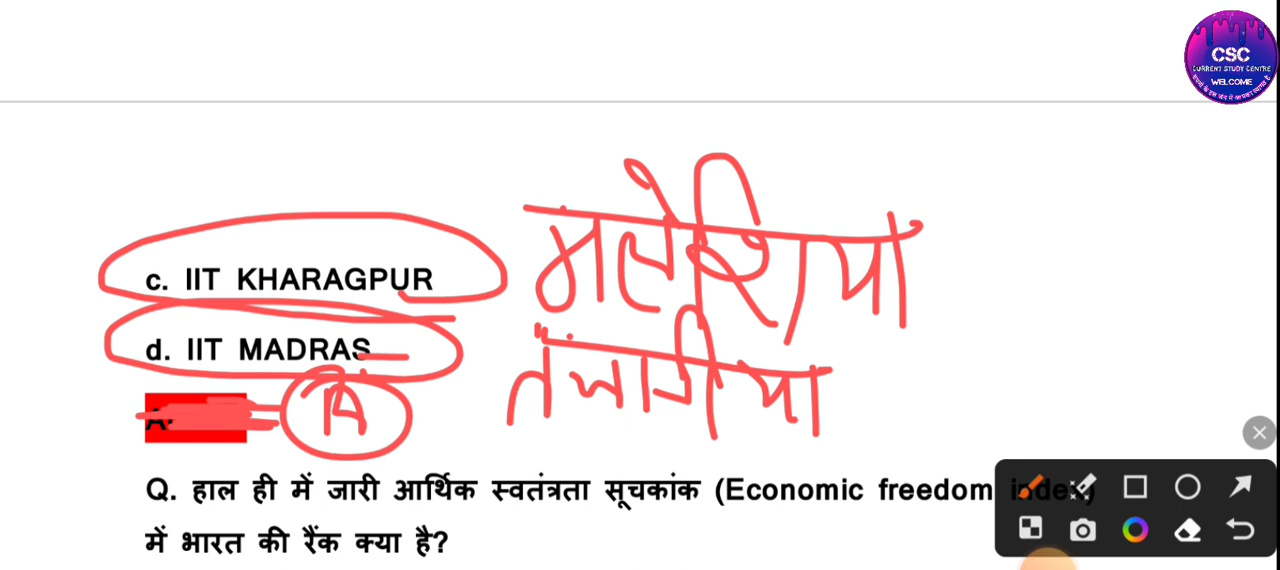 CSC
CURRENT STUDY CENTRE
WELCOME
मलेशिया
c. IIT KHARAGPUR
d. IIT MADRAS
तंजानीया
A
Q. हाल ही में जारी आर्थिक स्वतंत्रता सूचकांक (Economic freedom index)
में भारत की रैंक क्या है?